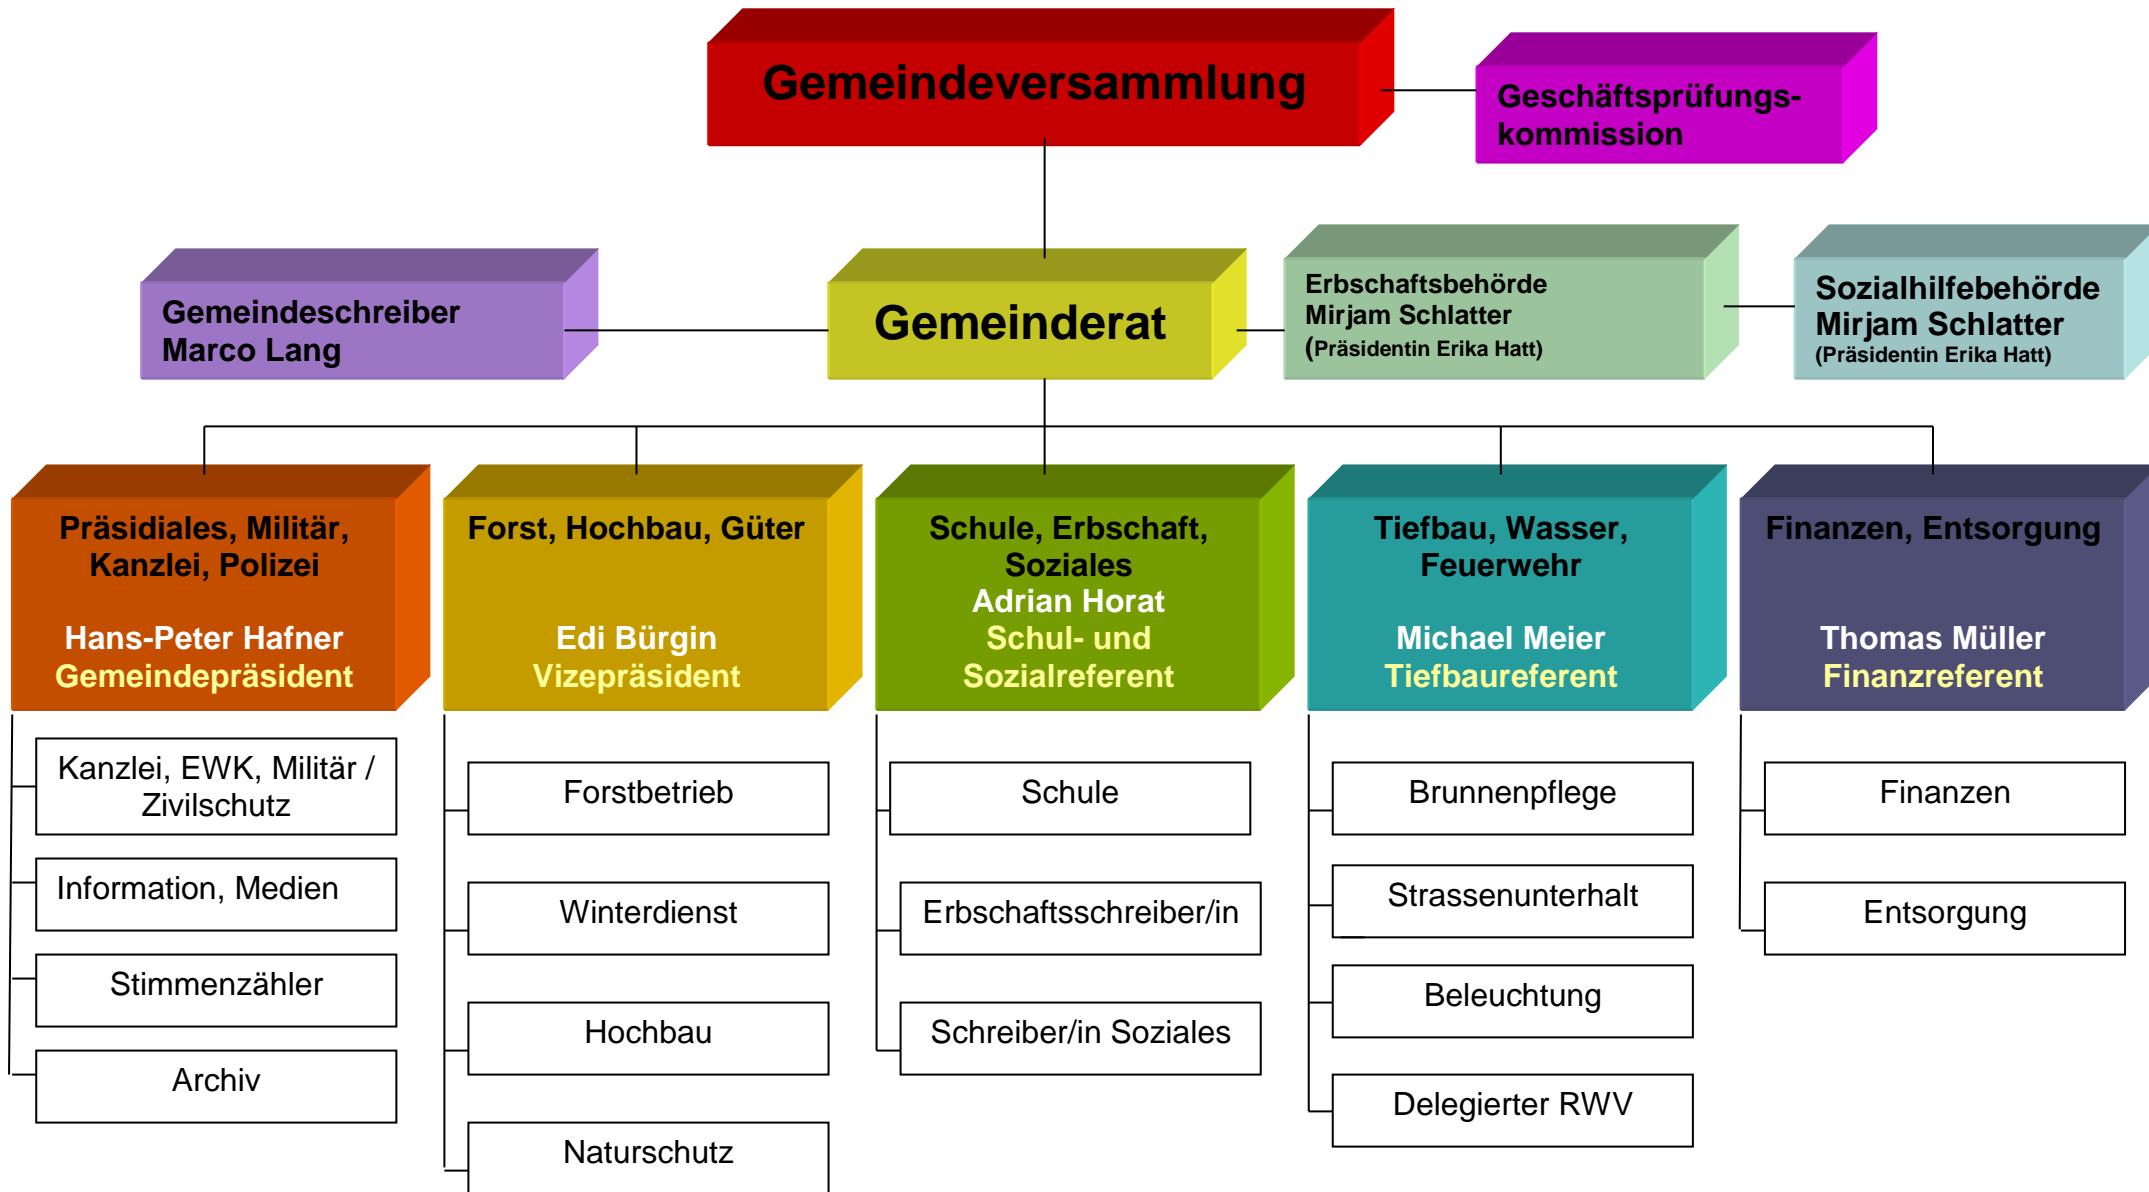 Gemeindeversammlung
Geschäftsprüfungs-
kommission
Gemeindeschreiber
Marco Lang
Gemeinderat
Erbschaftsbehörde
Mirjam Schlatter
(Präsidentin Erika Hatt)
Sozialhilfebehörde
Mirjam Schlatter
(Präsidentin Erika Hatt)
Präsidiales, Militär,
Kanzlei, Polizei
Hans-Peter Hafner
Gemeindepräsident
Kanzlei, EWK, Militär /
Zivilschutz
Information, Medien
Stimmenzähler
Archiv
Forst, Hochbau, Güter
Edi Bürgin
Vizepräsident
Forstbetrieb
Winterdienst
Hochbau
Naturschutz
Schule, Erbschaft,
Soziales
Adrian Horat
Schul- und
Sozialreferent
Schule
Erbschaftsschreiber/in
Schreiber/in Soziales
Tiefbau, Wasser,
Feuerwehr
Michael Meier
Tiefbaureferent
Brunnenpflege
Strassenunterhalt
Beleuchtung
Delegierter RWV
Finanzen, Entsorgung
Thomas Müller
Finanzreferent
Finanzen
Entsorgung